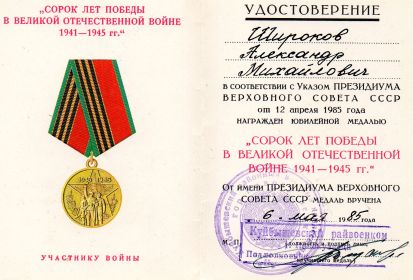 „СОРОК ЛЕТ ПОБЕДЫ
В ВЕЛИКОЙ ОТЕЧЕСТВЕННОЙ ВОЙНЕ
1941—1945 гг.“
УЧАСТНИКУ ВОЙНЫ
УДОСТОВЕРЕНИЕ
Широков
Александр
Михайлович
В СООТВЕТСТВИИ С УКАЗОМ ПРЕЗИДИУМА
ВЕРХОВНОГО СОВЕТА СССР
от 12 апреля 1985 года
НАГРАЖДЕН ЮБИЛЕЙНОЙ МЕДАЛЬЮ
„СОРОК ЛЕТ ПОБЕДЫ
В ВЕЛИКОЙ ОТЕЧЕСТВЕННОЙ
ВОЙНЕ 1941—1945 гг.“
От имени ПРЕЗИДИУМА ВЕРХОВНОГО
СОВЕТА СССР МЕДАЛЬ ВРУЧЕНА
6 мая 1985 г.
Куйбышевский райвоенком
М.П.
Подполковник